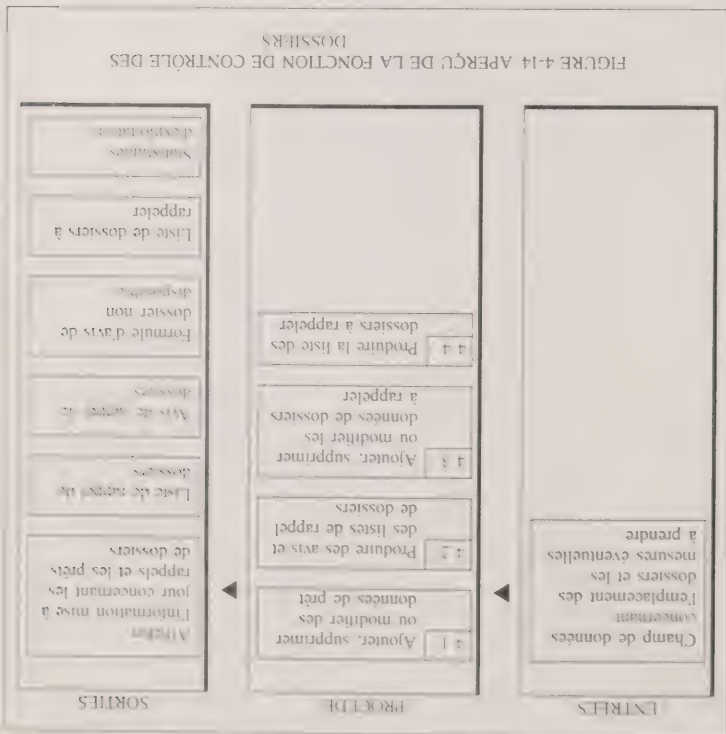 ENTRÉES
Champ de données
concernant
l'emplacement des
dossiers et les
mesures éventuelles
à prendre
PROCÉDÉ
4.1 Ajouter, supprimer
ou modifier des
données de prêt
4.2 Produire des avis et
des listes de rappel
de dossiers
4.3 Ajouter, supprimer
ou modifier les
données de dossiers
à rappeler
4.4 Produire la liste des
dossiers à rappeler
SORTIES
Afficher
l'information mise à
jour concernant les
rappels et les prêts
de dossiers
Liste de rappel de
dossiers
Avis de rappel de
dossiers
Formule d'avis de
dossier non
disponible
Liste de dossiers à
rappeler
Statistiques
d'exploitation
FIGURE 4-14 APERÇU DE LA FONCTION DE CONTRÔLE DES
DOSSIERS